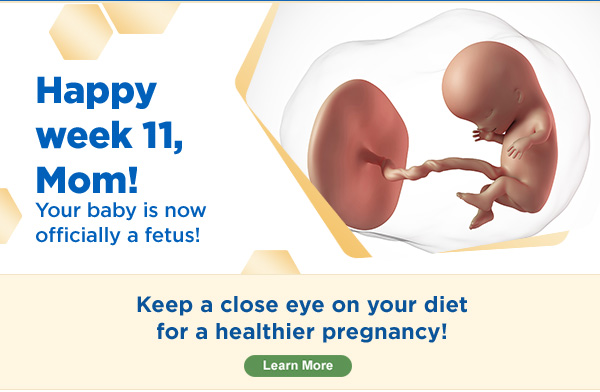 Happy
week 11,
Mom!
Your baby is now
officially a fetus!
Keep a close eye on your diet
for a healthier pregnancy!
Learn More